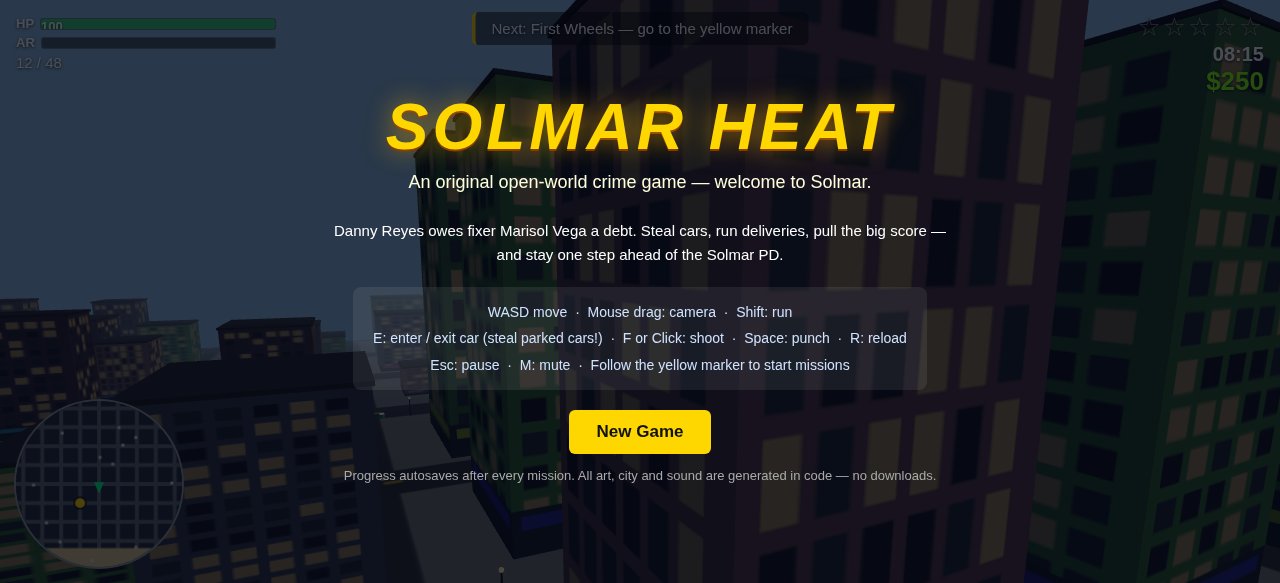 HP 100
AR
12 / 48
Next: First Wheels — go to the yellow marker
08:15
$250
SOLMAR HEAT
An original open-world crime game — welcome to Solmar.
Danny Reyes owes fixer Marisol Vega a debt. Steal cars, run deliveries, pull the big score —
and stay one step ahead of the Solmar PD.
WASD move · Mouse drag: camera · Shift: run
E: enter / exit car (steal parked cars!) · F or Click: shoot · Space: punch · R: reload
Esc: pause · M: mute · Follow the yellow marker to start missions
New Game
Progress autosaves after every mission. All art, city and sound are generated in code — no downloads.